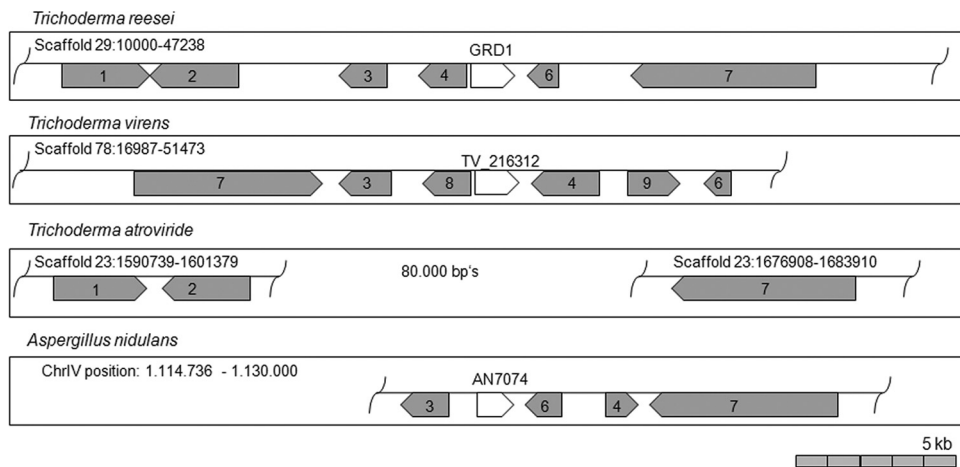 Trichoderma reesei
Scaffold 29:10000-47238
GRD1
1 2 3 4 6 7
Trichoderma virens
Scaffold 78:16987-51473
TV_216312
7 3 8 4 9 6
Trichoderma atroviride
Scaffold 23:1590739-1601379 80.000 bp's Scaffold 23:1676908-1683910
1 2 7
Aspergillus nidulans
ChrIV position: 1.114.736 - 1.130.000
AN7074
3 6 4 7
5 kb